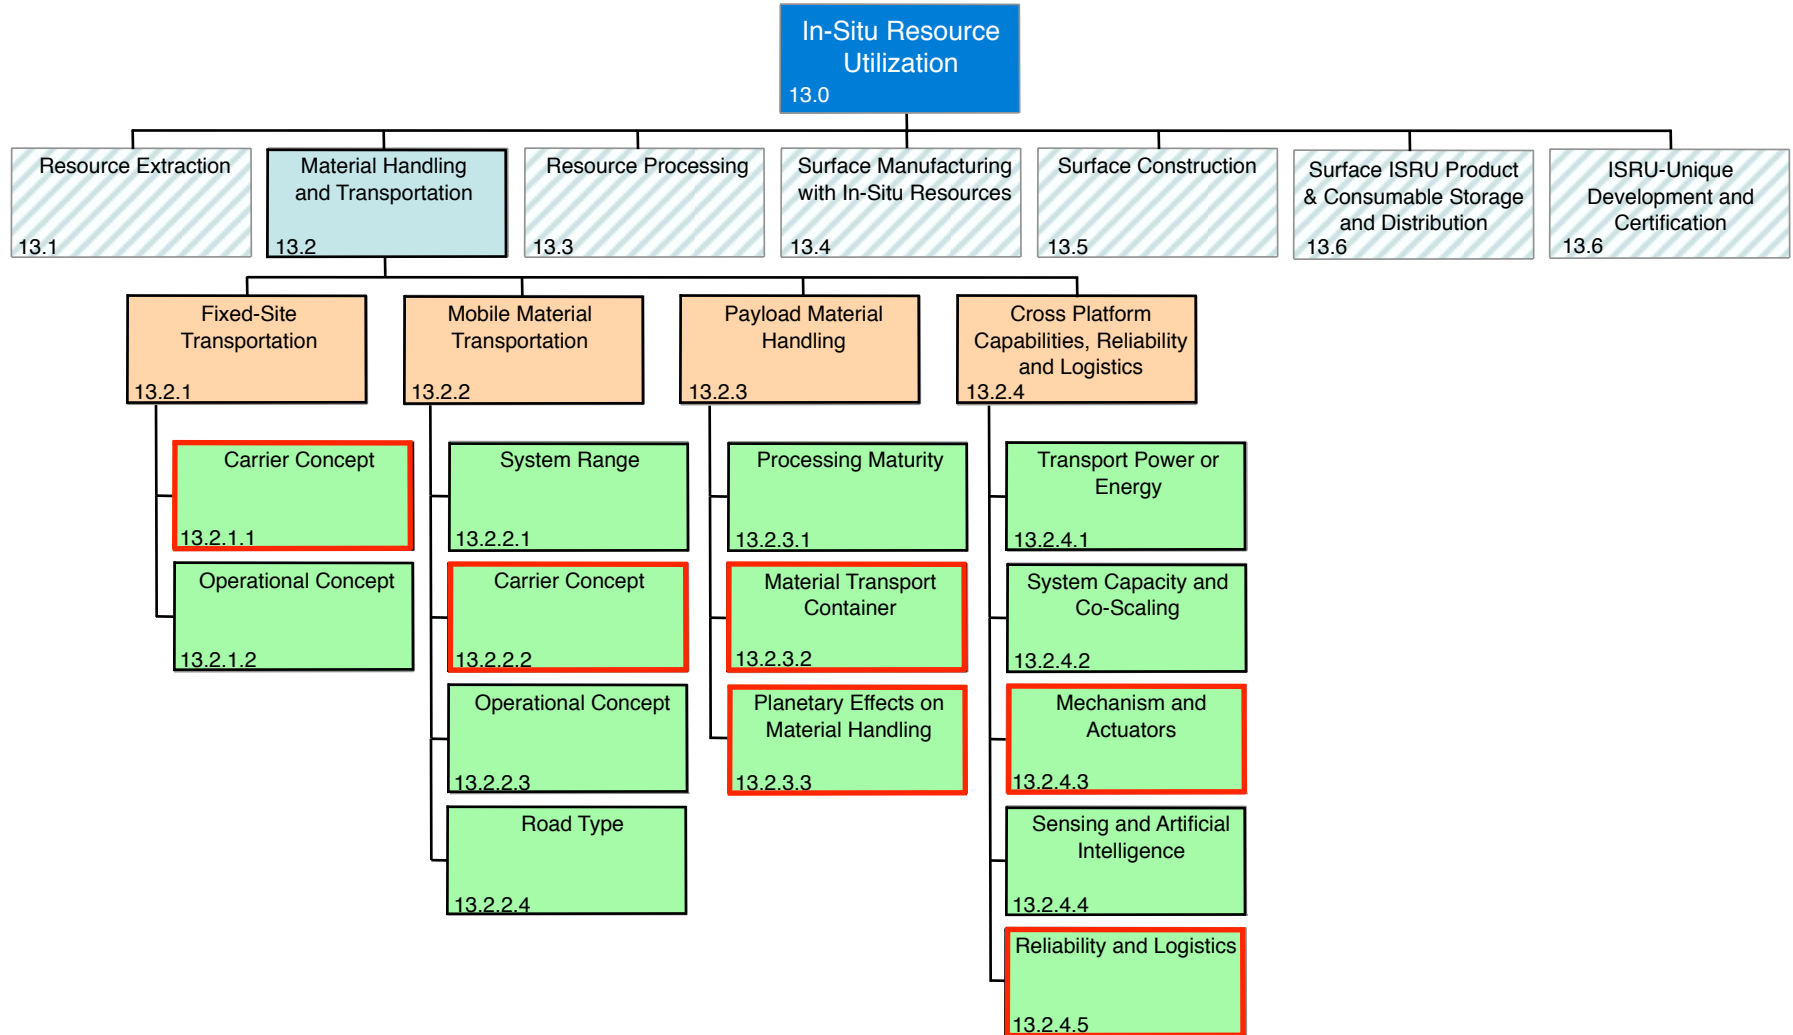 In-Situ Resource
Utilization
13.0
Resource Extraction
13.1
Material Handling
and Transportation
13.2
Resource Processing
13.3
Surface Manufacturing
with In-Situ Resources
13.4
Surface Construction
13.5
Surface ISRU Product
& Consumable Storage
and Distribution
13.6
ISRU-Unique
Development and
Certification
13.6
Fixed-Site
Transportation
13.2.1
Mobile Material
Transportation
13.2.2
Payload Material
Handling
13.2.3
Cross Platform
Capabilities, Reliability
and Logistics
13.2.4
Carrier Concept
13.2.1.1
Operational Concept
13.2.1.2
System Range
13.2.2.1
Carrier Concept
13.2.2.2
Operational Concept
13.2.2.3
Road Type
13.2.2.4
Processing Maturity
13.2.3.1
Material Transport
Container
13.2.3.2
Planetary Effects on
Material Handling
13.2.3.3
Transport Power or
Energy
13.2.4.1
System Capacity and
Co-Scaling
13.2.4.2
Mechanism and
Actuators
13.2.4.3
Sensing and Artificial
Intelligence
13.2.4.4
Reliability and Logistics
13.2.4.5